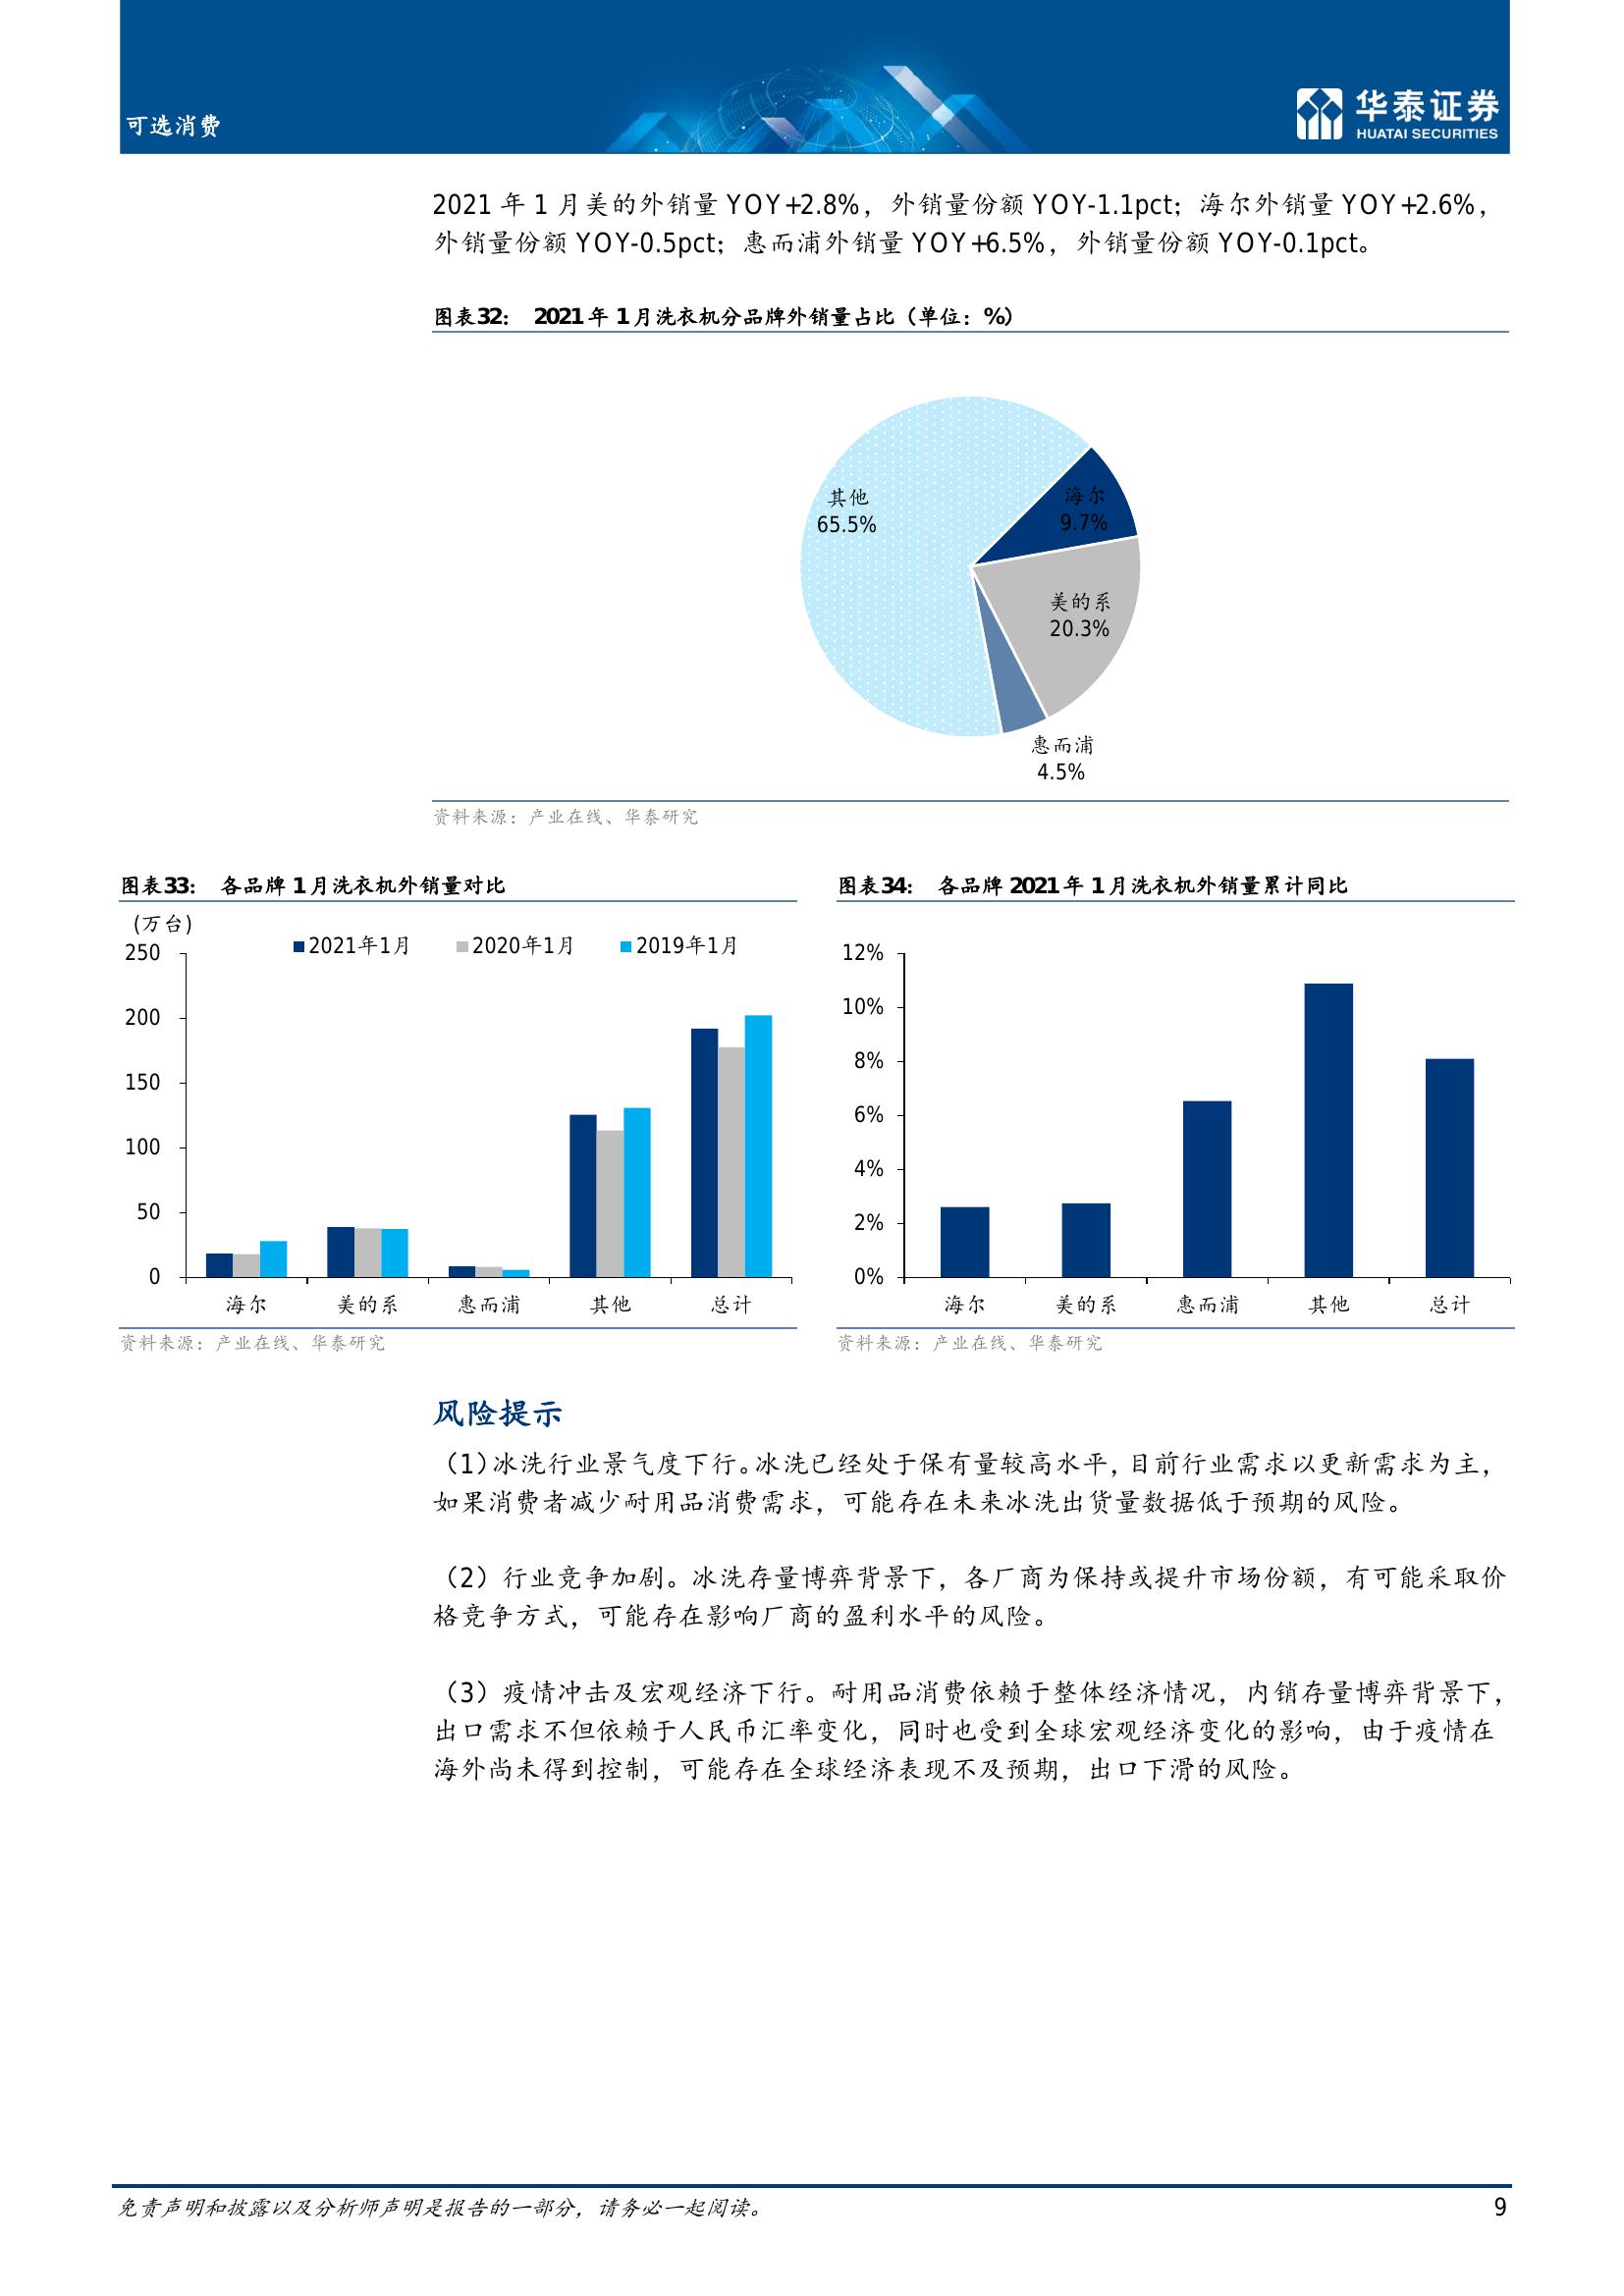 可选消费
华泰证券
HUATAI SECURITIES
2021 年 1 月美的外销量 YOY+2.8%，外销量份额 YOY-1.1pct；海尔外销量 YOY+2.6%，
外销量份额 YOY-0.5pct；惠而浦外销量 YOY+6.5%，外销量份额 YOY-0.1pct。
图表32： 2021 年 1 月洗衣机分品牌外销量占比（单位：%）
其他
65.5%
海尔
9.7%
美的系
20.3%
惠而浦
4.5%
资料来源：产业在线、华泰研究
图表33： 各品牌 1 月洗衣机外销量对比
(万台)
2021年1月 2020年1月 2019年1月
250
200
150
100
50
0
海尔 美的系 惠而浦 其他 总计
资料来源：产业在线、华泰研究
图表34： 各品牌 2021 年 1 月洗衣机外销量累计同比
12%
10%
8%
6%
4%
2%
0%
海尔 美的系 惠而浦 其他 总计
资料来源：产业在线、华泰研究
风险提示
（1）冰洗行业景气度下行。冰洗已经处于保有量较高水平，目前行业需求以更新需求为主，
如果消费者减少耐用品消费需求，可能存在未来冰洗出货量数据低于预期的风险。
（2）行业竞争加剧。冰洗存量博弈背景下，各厂商为保持或提升市场份额，有可能采取价
格竞争方式，可能存在影响厂商的盈利水平的风险。
（3）疫情冲击及宏观经济下行。耐用品消费依赖于整体经济情况，内销存量博弈背景下，
出口需求不但依赖于人民币汇率变化，同时也受到全球宏观经济变化的影响，由于疫情在
海外尚未得到控制，可能存在全球经济表现不及预期，出口下滑的风险。
免责声明和披露以及分析师声明是报告的一部分，请务必一起阅读。
9